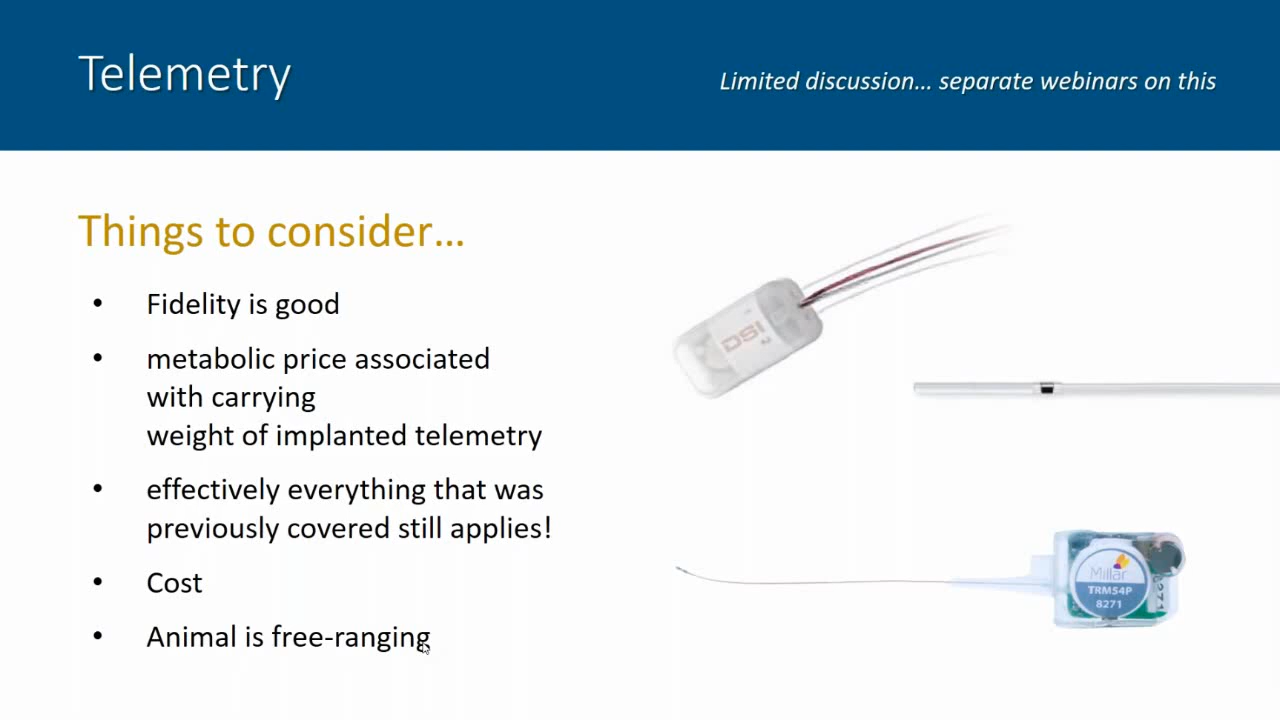 Telemetry
Limited discussion... separate webinars on this
Things to consider...
• Fidelity is good
• metabolic price associated
with carrying
weight of implanted telemetry
• effectively everything that was
previously covered still applies!
• Cost
• Animal is free-ranging
DSI
Millar
TRM54P
8271